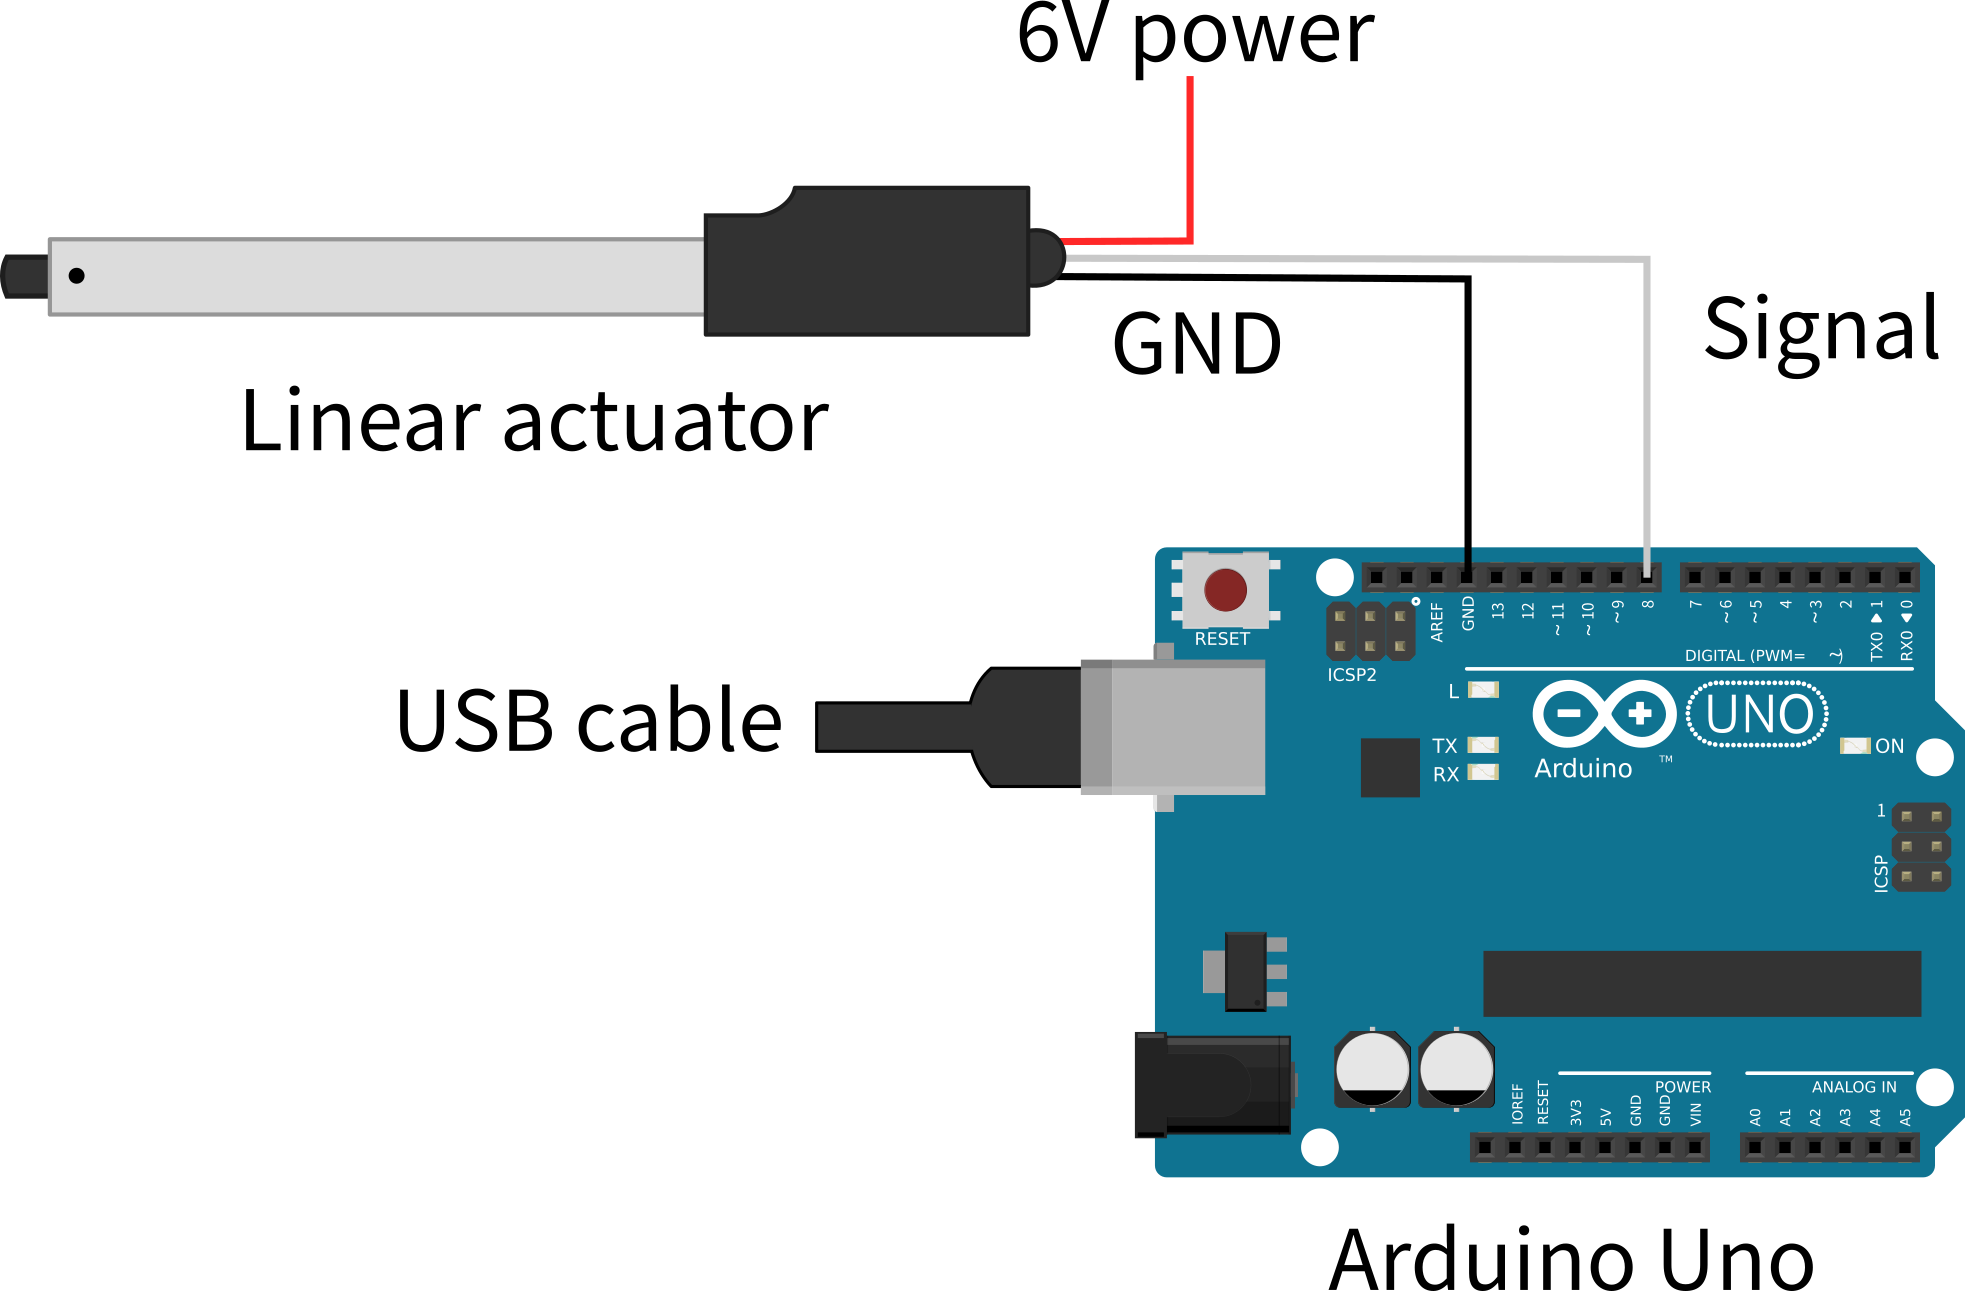 6V power
GND
Signal
Linear actuator
RESET
ICSP2
AREF
GND
13
12
~11
~10
~9
8
7
~6
~5
4
~3
2
TX0▶1
RX0◀0
DIGITAL (PWM= ~)
L
TX
RX
UNO
Arduino
TM
ON
USB cable
1
ICSP
IOREF
RESET
3V3
5V
GND
GND
VIN
POWER
ANALOG IN
A0
A1
A2
A3
A4
A5
Arduino Uno